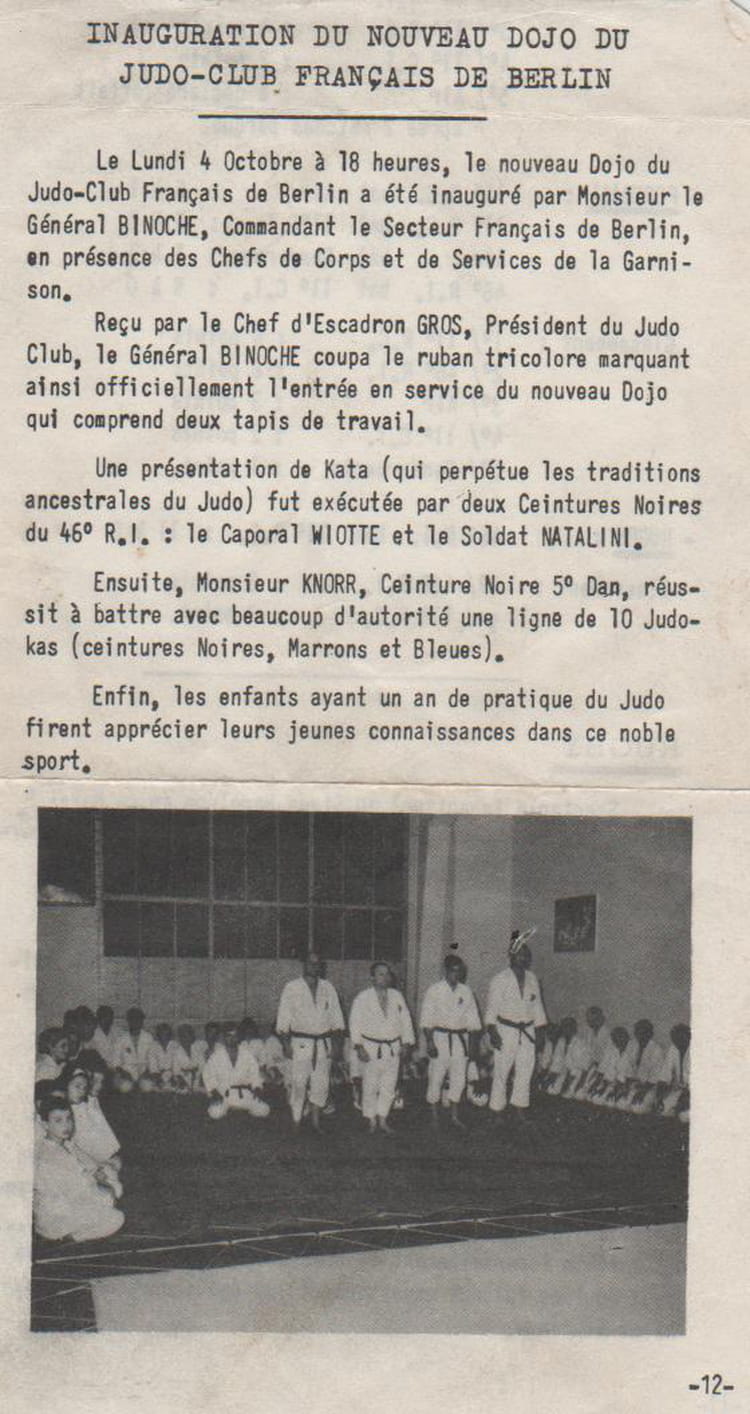 INAUGURATION DU NOUVEAU DOJO DU
JUDO-CLUB FRANÇAIS DE BERLIN
Le Lundi 4 Octobre à 18 heures, le nouveau Dojo du
Judo-Club Français de Berlin a été inauguré par Monsieur le
Général BINOCHE, Commandant le Secteur Français de Berlin,
en présence des Chefs de Corps et de Services de la Garni-
son.
Reçu par le Chef d'Escadron GROS, Président du Judo
Club, le Général BINOCHE coupa le ruban tricolore marquant
ainsi officiellement l'entrée en service du nouveau Dojo
qui comprend deux tapis de travail.
Une présentation de Kata (qui perpétue les traditions
ancestrales du Judo) fut exécutée par deux Ceintures Noires
du 46° R.I. : le Caporal WIOTTE et le Soldat NATALINI.
Ensuite, Monsieur KNORR, Ceinture Noire 5° Dan, réus-
sit à battre avec beaucoup d'autorité une ligne de 10 Judo-
kas (ceintures Noires, Marrons et Bleues).
Enfin, les enfants ayant un an de pratique du Judo
firent apprécier leurs jeunes connaissances dans ce noble
sport.
-12-